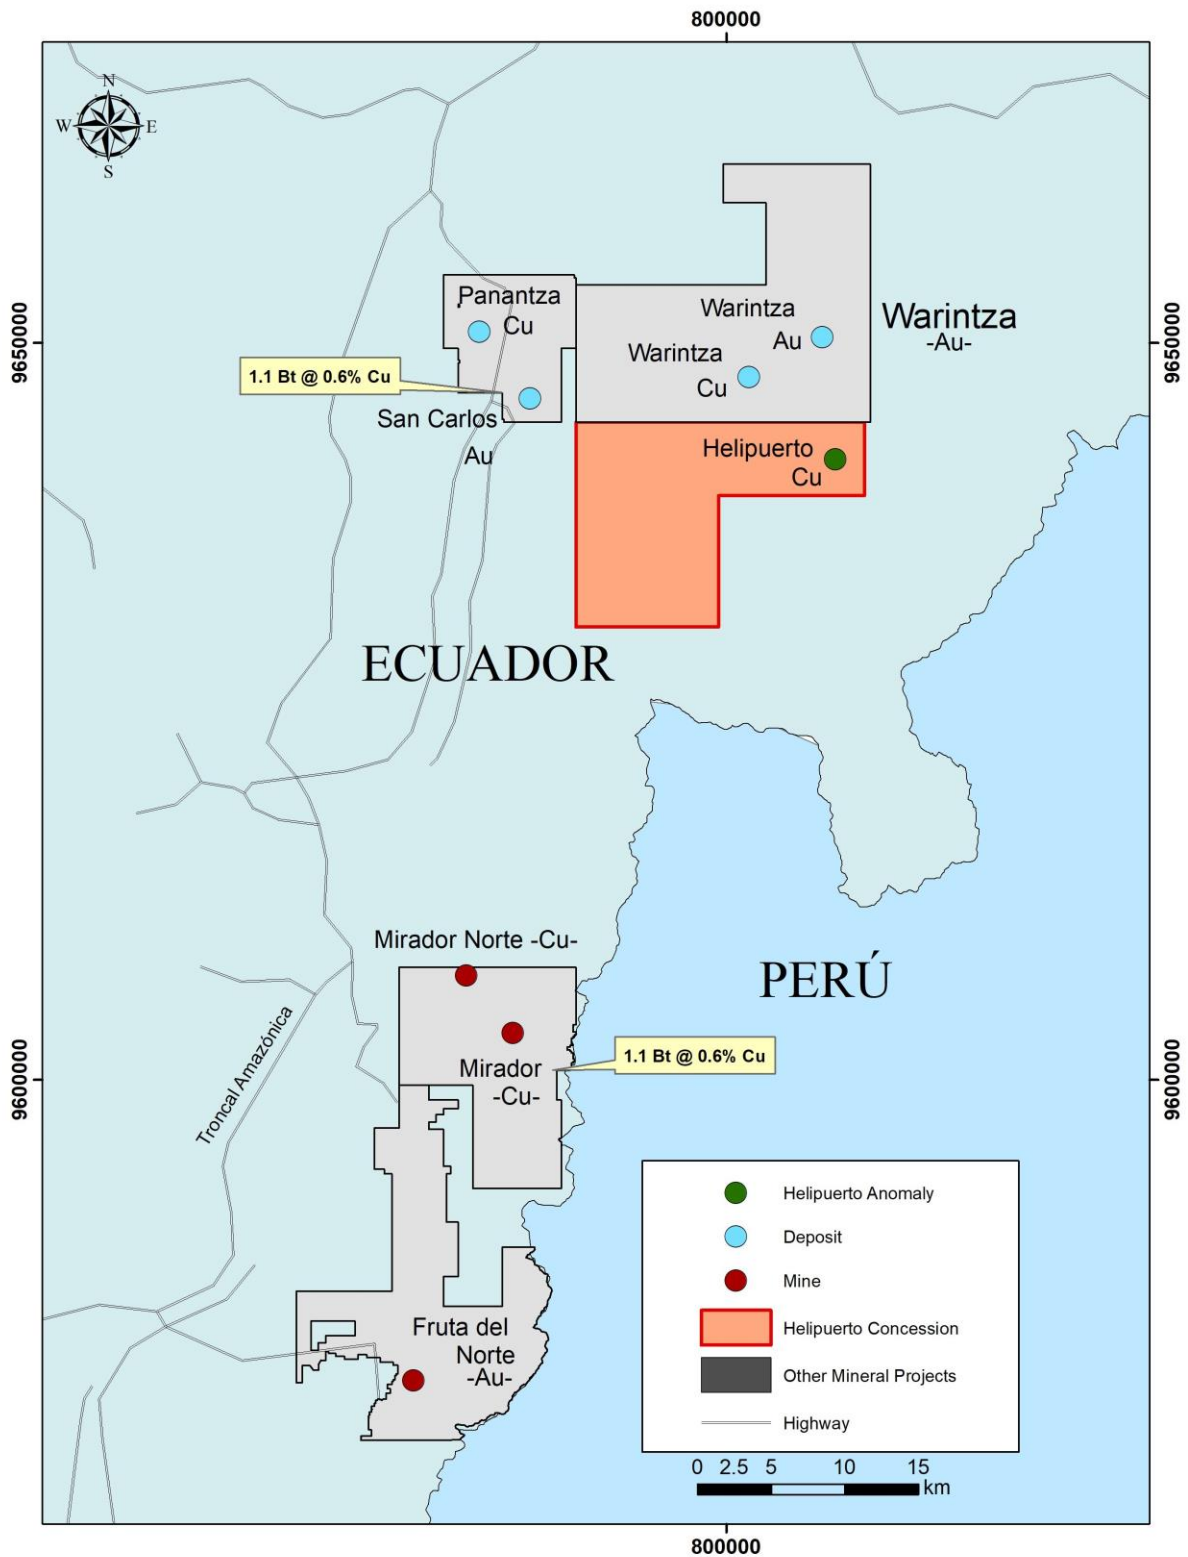 800000
N
W
E
S
Panantza
Cu
Warintza
Au
Warintza
-Au-
Warintza
Cu
9650000
9650000
1.1 Bt @ 0.6% Cu
San Carlos
Au
Helipuerto
Cu
ECUADOR
Mirador Norte -Cu-
PERÚ
Troncal Amazónica
Mirador
-Cu-
1.1 Bt @ 0.6% Cu
9600000
9600000
Fruta del
Norte
-Au-
Helipuerto Anomaly
Deposit
Mine
Helipuerto Concession
Other Mineral Projects
Highway
0 2.5 5 10 15
km
800000